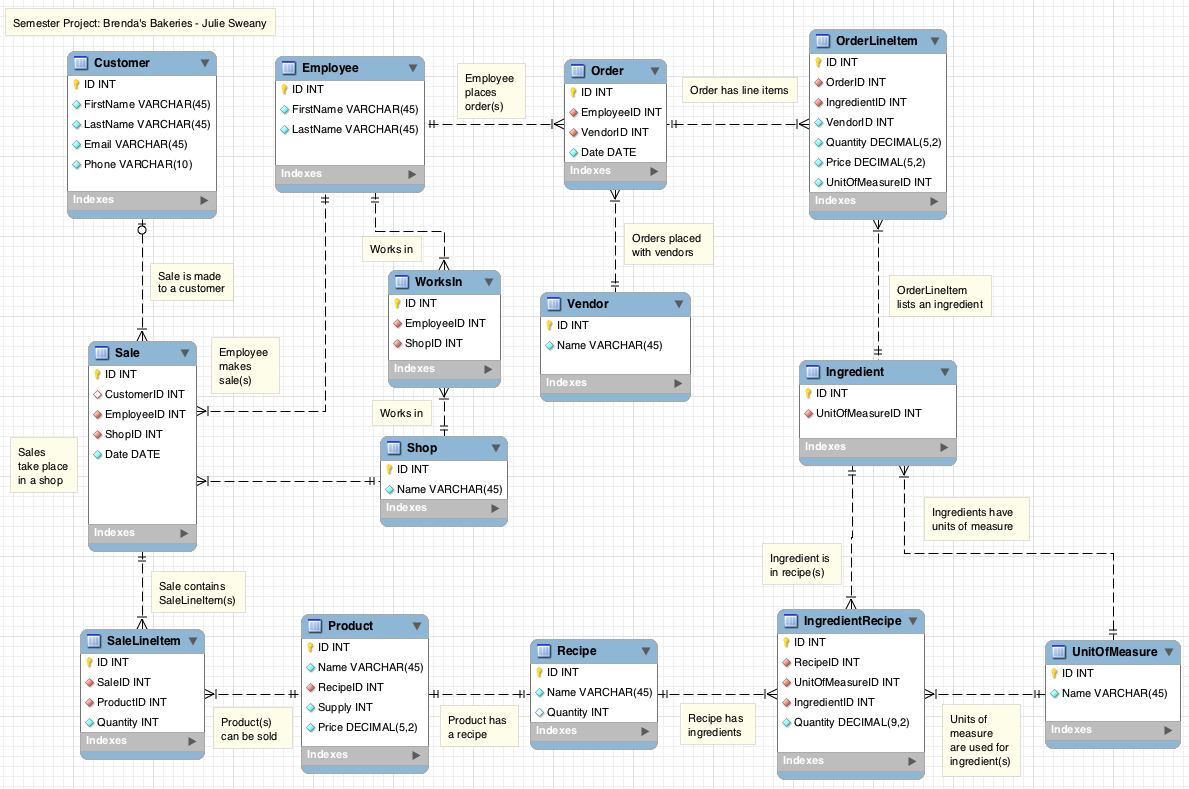 Semester Project: Brenda's Bakeries - Julie Sweany
Customer
ID INT
FirstName VARCHAR(45)
LastName VARCHAR(45)
Email VARCHAR(45)
Phone VARCHAR(10)
Indexes
Employee
ID INT
FirstName VARCHAR(45)
LastName VARCHAR(45)
Indexes
Employee
places
order(s)
Order
ID INT
EmployeeID INT
VendorID INT
Date DATE
Indexes
Order has line items
OrderLineItem
ID INT
OrderID INT
IngredientID INT
VendorID INT
Quantity DECIMAL(5,2)
Price DECIMAL(5,2)
UnitOfMeasureID INT
Indexes
Sale is made
to a customer
Works in
WorksIn
ID INT
EmployeeID INT
ShopID INT
Indexes
Orders placed
with vendors
Vendor
ID INT
Name VARCHAR(45)
Indexes
OrderLineItem
lists an ingredient
Sale
ID INT
CustomerID INT
EmployeeID INT
ShopID INT
Date DATE
Indexes
Employee
makes
sale(s)
Works in
Shop
ID INT
Name VARCHAR(45)
Indexes
Ingredient
ID INT
UnitOfMeasureID INT
Indexes
Sales
take place
in a shop
Ingredients have
units of measure
Ingredient is
in recipe(s)
Sale contains
SaleLineItem(s)
SaleLineItem
ID INT
SaleID INT
ProductID INT
Quantity INT
Indexes
Product(s)
can be sold
Product
ID INT
Name VARCHAR(45)
RecipeID INT
Supply INT
Price DECIMAL(5,2)
Indexes
Product has
a recipe
Recipe
ID INT
Name VARCHAR(45)
Quantity INT
Indexes
Recipe has
ingredients
IngredientRecipe
ID INT
RecipeID INT
UnitOfMeasureID INT
IngredientID INT
Quantity DECIMAL(9,2)
Indexes
Units of
measure
are used for
ingredient(s)
UnitOfMeasure
ID INT
Name VARCHAR(45)
Indexes